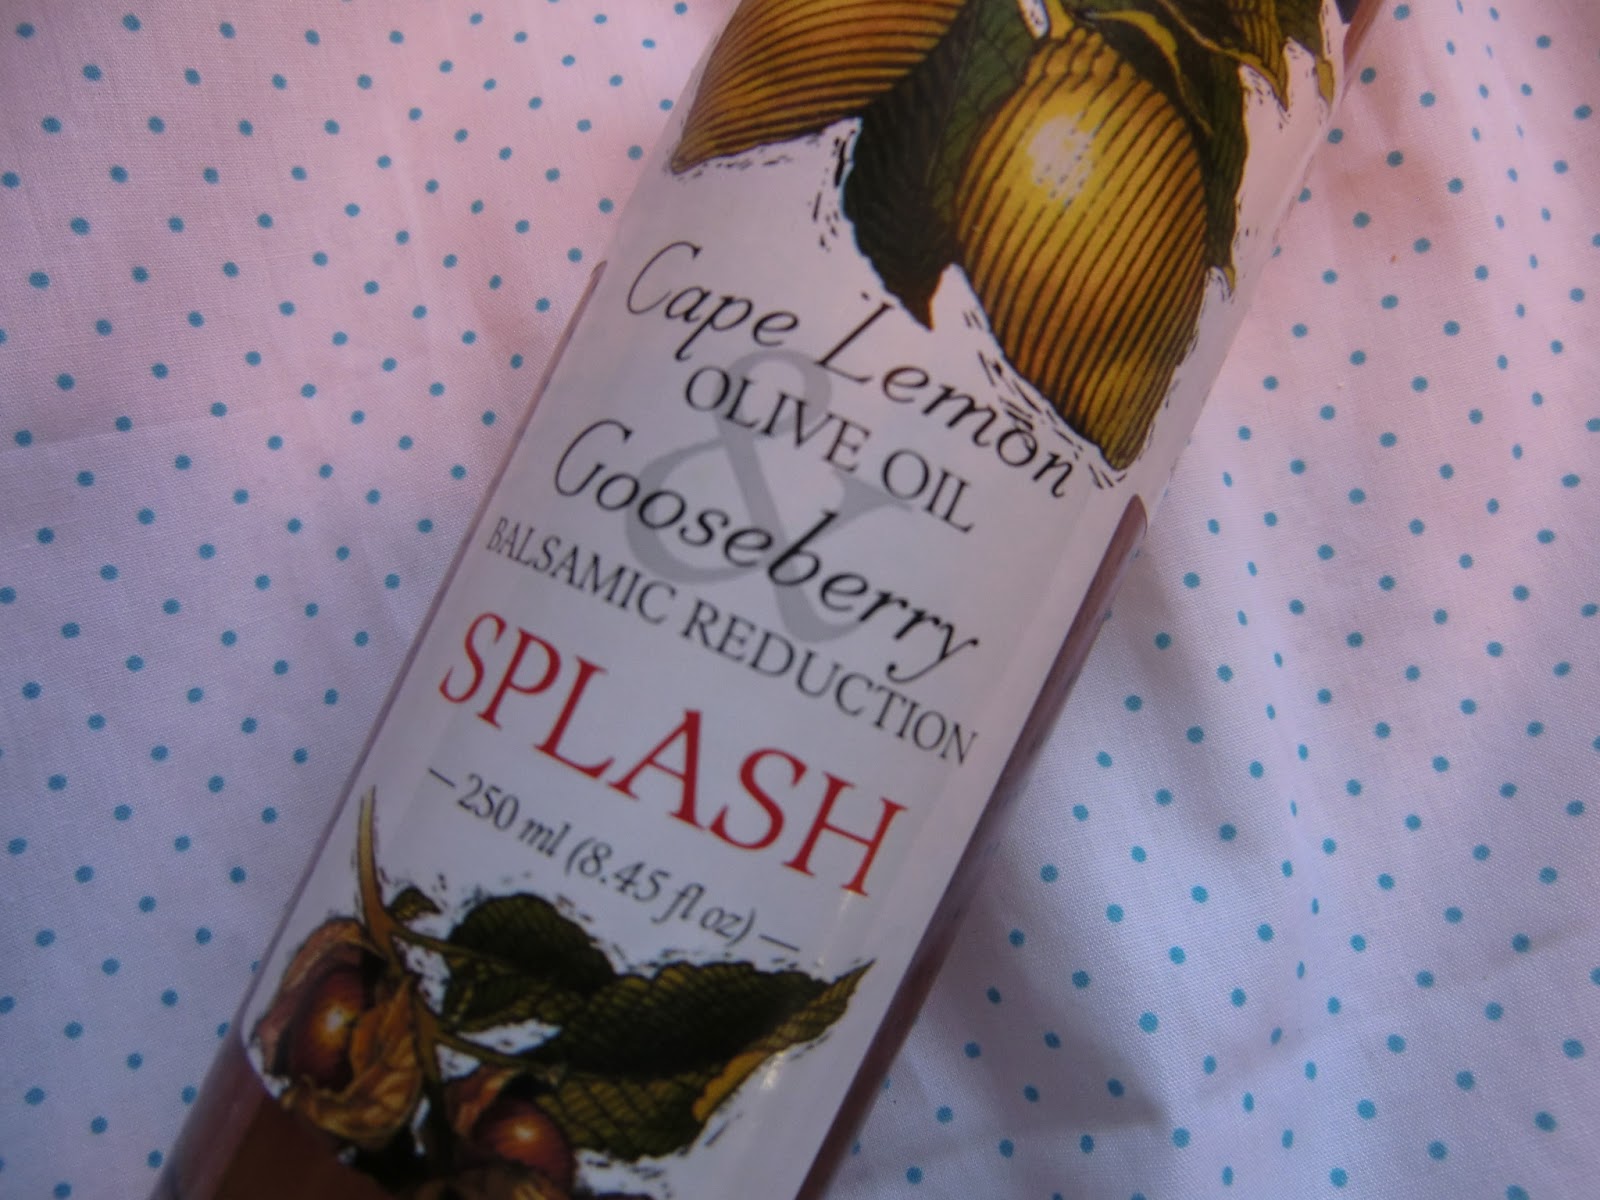 Cape Lemon
OLIVE OIL
&
Gooseberry
BALSAMIC REDUCTION
SPLASH
— 250 ml (8.45 fl oz) —